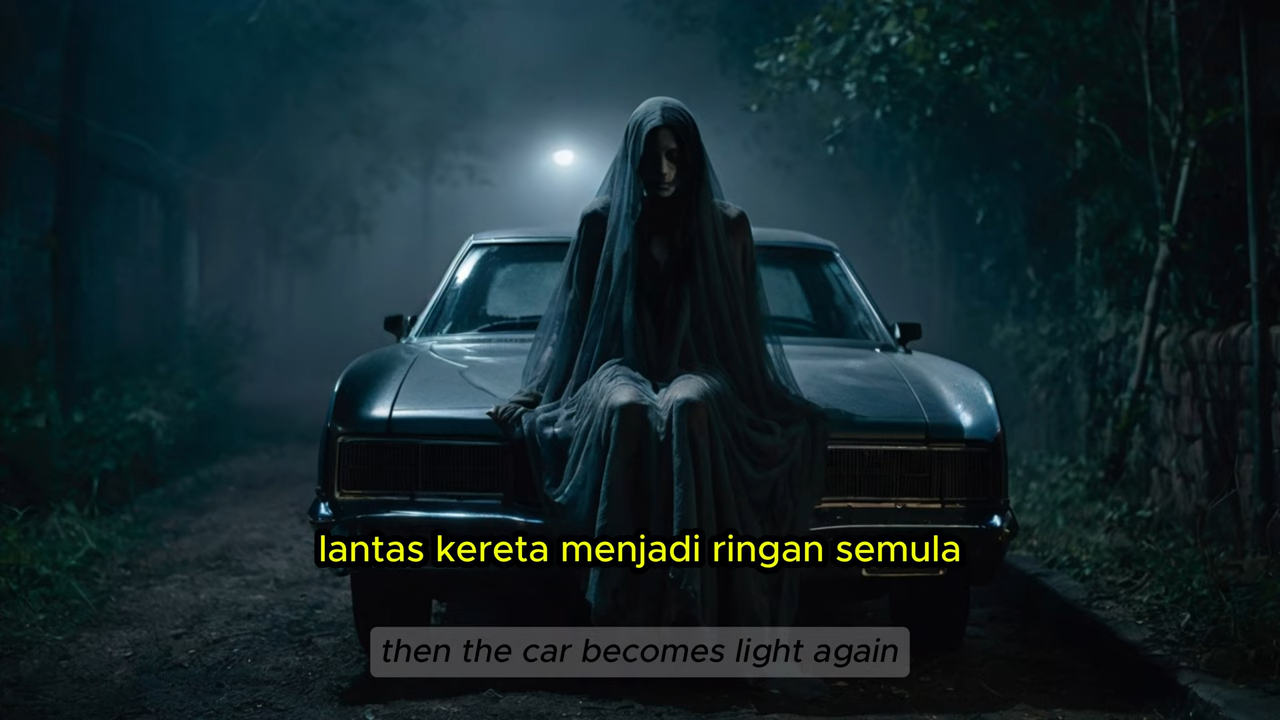 lantas kereta menjadi ringan semula
then the car becomes light again